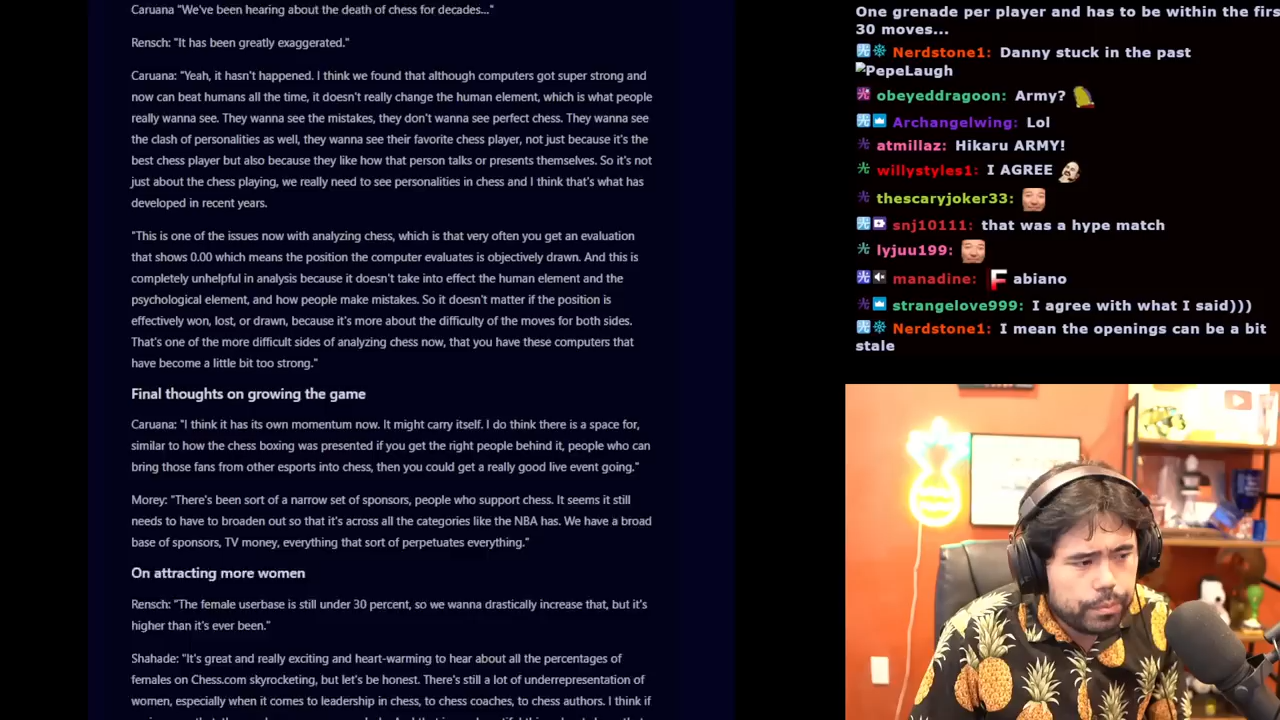 Caruana "We've been hearing about the death of chess for decades..."
Rensch: "It has been greatly exaggerated."
Caruana: "Yeah, it hasn't happened. I think we found that although computers got super strong and
now can beat humans all the time, it doesn't really change the human element, which is what people
really wanna see. They wanna see the mistakes, they don't wanna see perfect chess. They wanna see
the clash of personalities as well, they wanna see their favorite chess player, not just because it's the
best chess player but also because they like how that person talks or presents themselves. So it's not
just about the chess playing, we really need to see personalities in chess and I think that's what has
developed in recent years.
"This is one of the issues now with analyzing chess, which is that very often you get an evaluation
that shows 0.00 which means the position the computer evaluates is objectively drawn. And this is
completely unhelpful in analysis because it doesn't take into effect the human element and the
psychological element, and how people make mistakes. So it doesn't matter if the position is
effectively won, lost, or drawn, because it's more about the difficulty of the moves for both sides.
That's one of the more difficult sides of analyzing chess now, that you have these computers that
have become a little bit too strong."
Final thoughts on growing the game
Caruana: "I think it has its own momentum now. It might carry itself. I do think there is a space for,
similar to how the chess boxing was presented if you get the right people behind it, people who can
bring those fans from other esports into chess, then you could get a really good live event going."
Morey: "There's been sort of a narrow set of sponsors, people who support chess. It seems it still
needs to have to broaden out so that it's across all the categories like the NBA has. We have a broad
base of sponsors, TV money, everything that sort of perpetuates everything."
On attracting more women
Rensch: "The female userbase is still under 30 percent, so we wanna drastically increase that, but it's
higher than it's ever been."
Shahade: "It's great and really exciting and heart-warming to hear about all the percentages of
females on Chess.com skyrocketing, but let's be honest. There's still a lot of underrepresentation of
women, especially when it comes to leadership in chess, to chess coaches, to chess authors. I think if
One grenade per player and has to be within the firs
30 moves...
Nerdstone1: Danny stuck in the past
PepeLaugh
obeyeddragoon: Army?
Archangelwing: Lol
atmillaz: Hikaru ARMY!
willystyles1: I AGREE
thescaryjoker33:
snj10111: that was a hype match
lyjuu199:
manadine: F abiano
strangelove999: I agree with what I said)))
Nerdstone1: I mean the openings can be a bit
stale